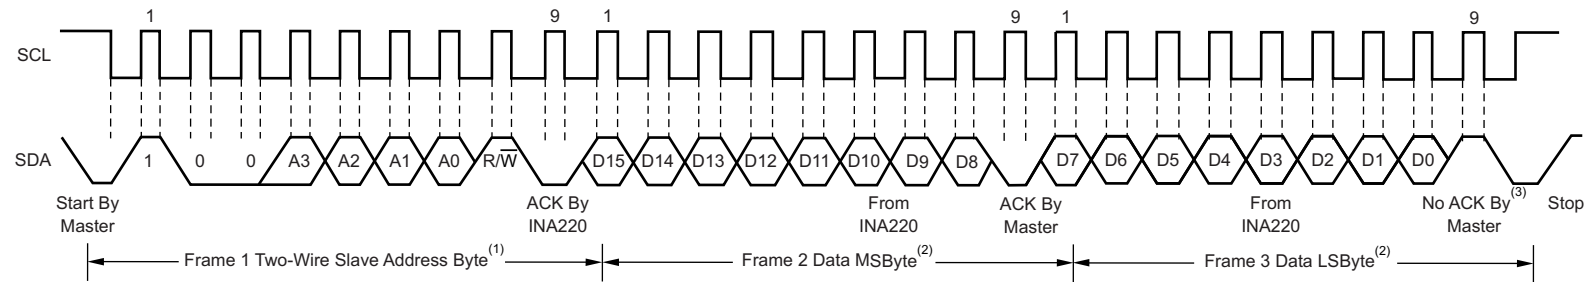 1 9 1 9 1 9
SCL
SDA 1 0 0 A3 A2 A1 A0 R/W̅ D15 D14 D13 D12 D11 D10 D9 D8 D7 D6 D5 D4 D3 D2 D1 D0
Start By
Master
ACK By
INA220
From
INA220
ACK By
Master
From
INA220
No ACK By(3)
Master
Stop
Frame 1 Two-Wire Slave Address Byte(1)
Frame 2 Data MSByte(2)
Frame 3 Data LSByte(2)